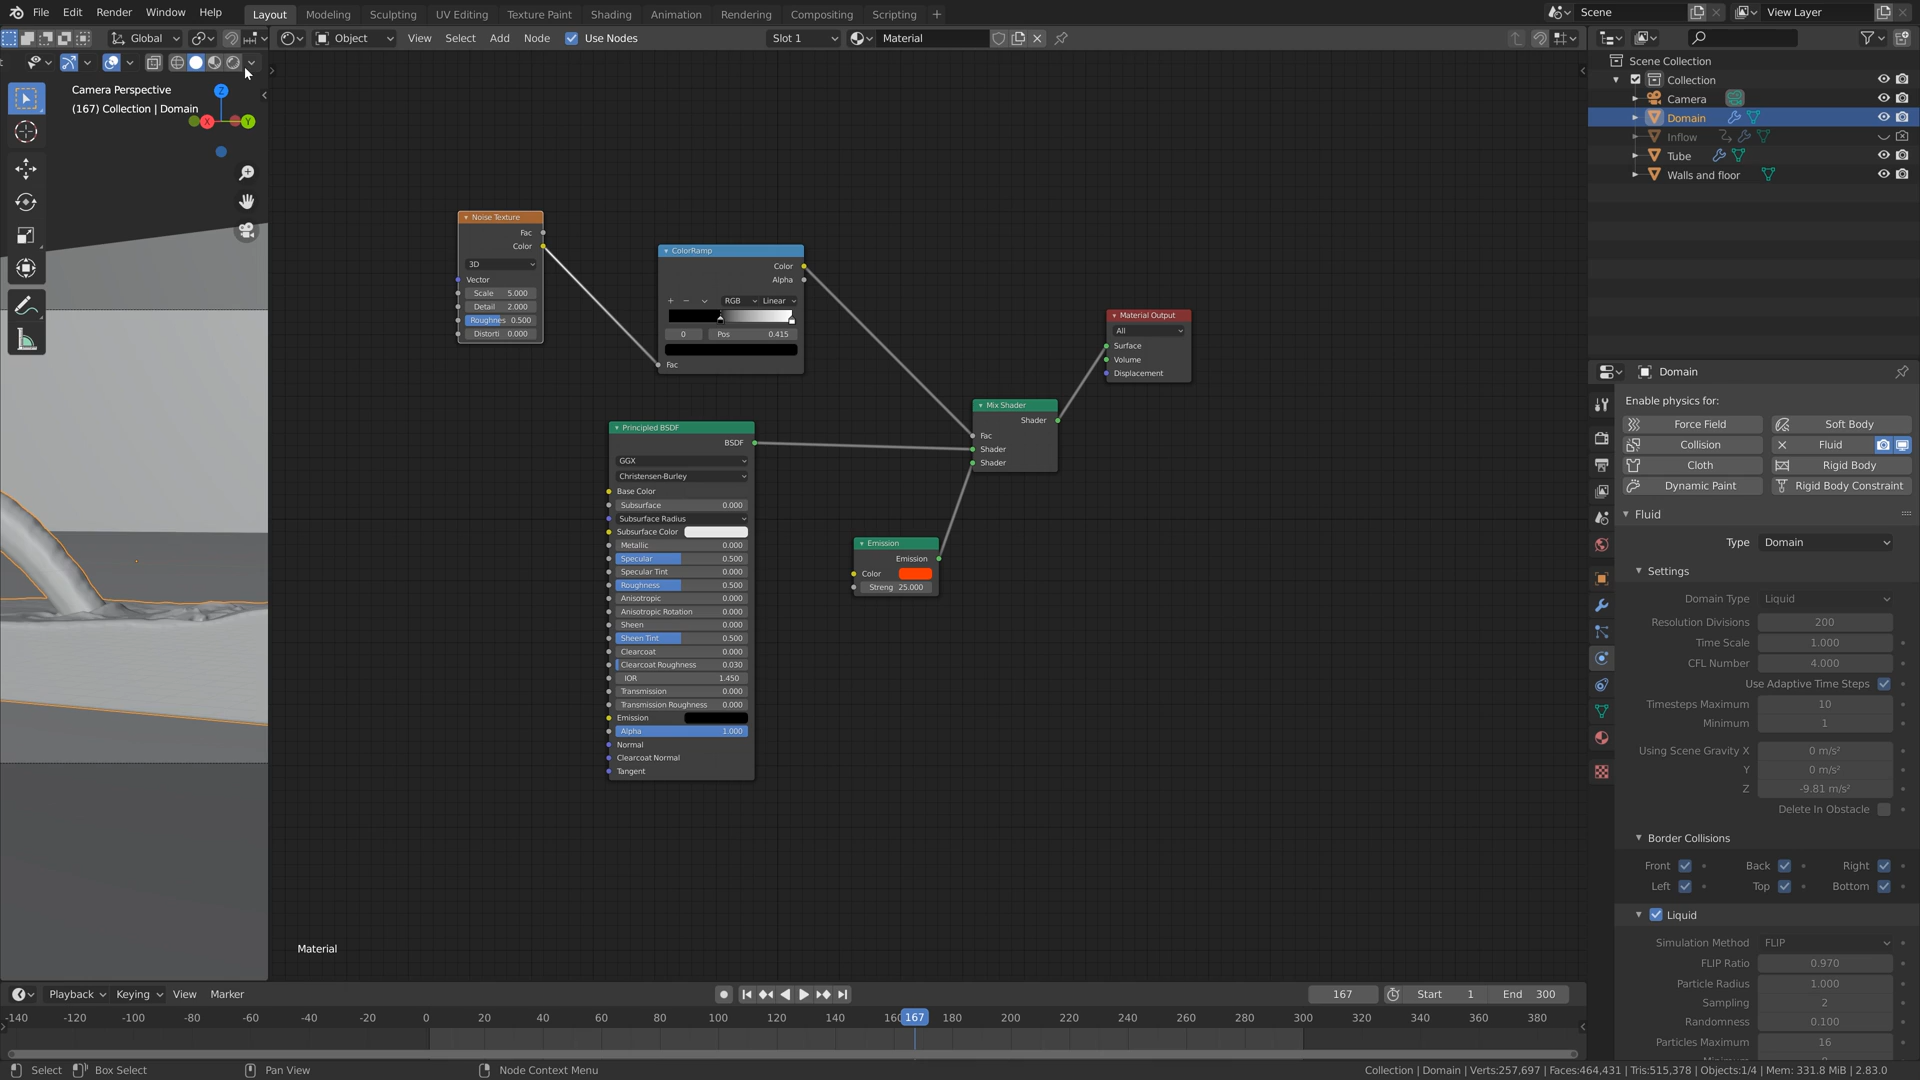 File Edit Render Window Help
Layout Modeling Sculpting UV Editing Texture Paint Shading Animation Rendering Compositing Scripting +
Scene
View Layer
Global
Object View Select Add Node Use Nodes
Slot 1 Material
Camera Perspective
(167) Collection | Domain
Z
X
Y
Noise Texture
Fac
Color
3D
Vector
Scale 5.000
Detail 2.000
Roughnes 0.500
Distorti 0.000
ColorRamp
Color
Alpha
+ − RGB Linear
0 Pos 0.415
Fac
Principled BSDF
BSDF
GGX
Christensen-Burley
Base Color
Subsurface 0.000
Subsurface Radius
Subsurface Color
Metallic 0.000
Specular 0.500
Specular Tint 0.000
Roughness 0.500
Anisotropic 0.000
Anisotropic Rotation 0.000
Sheen 0.000
Sheen Tint 0.500
Clearcoat 0.000
Clearcoat Roughness 0.030
IOR 1.450
Transmission 0.000
Transmission Roughness 0.000
Emission
Alpha 1.000
Normal
Clearcoat Normal
Tangent
Emission
Emission
Color
Streng 25.000
Mix Shader
Shader
Fac
Shader
Shader
Material Output
All
Surface
Volume
Displacement
Material
Scene Collection
Collection
Camera
Domain
Inflow
Tube
Walls and floor
Domain
Enable physics for:
Force Field Soft Body
Collision Fluid
Cloth Rigid Body
Dynamic Paint Rigid Body Constraint
Fluid
Type Domain
Settings
Domain Type Liquid
Resolution Divisions 200
Time Scale 1.000
CFL Number 4.000
Use Adaptive Time Steps
Timesteps Maximum 10
Minimum 1
Using Scene Gravity X 0 m/s²
Y 0 m/s²
Z -9.81 m/s²
Delete In Obstacle
Border Collisions
Front Back Right
Left Top Bottom
Liquid
Simulation Method FLIP
FLIP Ratio 0.970
Particle Radius 1.000
Sampling 2
Randomness 0.100
Particles Maximum 16
Playback Keying View Marker
167 Start 1 End 300
-140 -120 -100 -80 -60 -40 -20 0 20 40 60 80 100 120 140 160 167 180 200 220 240 260 280 300 320 340 360 380
Select Box Select Pan View Node Context Menu
Collection | Domain | Verts:257,697 | Faces:464,431 | Tris:515,378 | Objects:1/4 | Mem: 331.8 MiB | 2.83.0